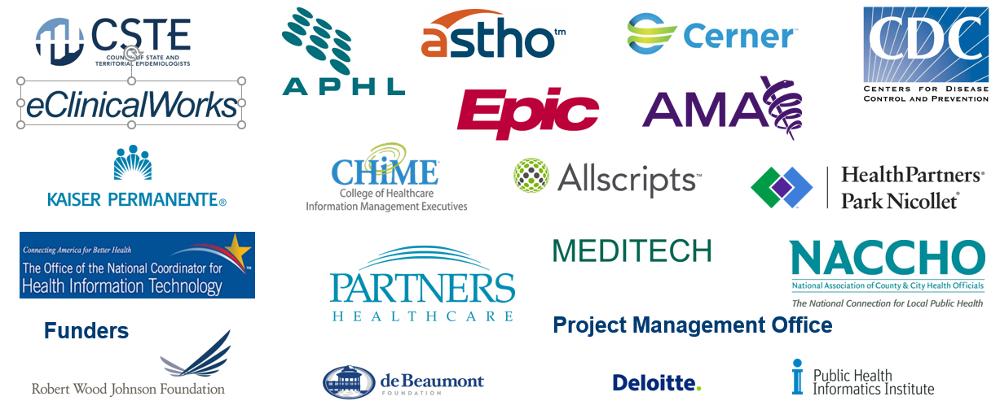 CSTE
COUNCIL OF STATE AND
TERRITORIAL EPIDEMIOLOGISTS
APHL
astho™
Cerner™
CDC
CENTERS FOR DISEASE
CONTROL AND PREVENTION
eClinicalWorks
Epic
AMA
KAISER PERMANENTE®
CHiME
College of Healthcare
Information Management Executives
Allscripts™
HealthPartners®
Park Nicollet®
Connecting America for Better Health
The Office of the National Coordinator for
Health Information Technology
PARTNERS
HEALTHCARE
MEDITECH
NACCHO
National Association of County & City Health Officials
The National Connection for Local Public Health
Funders
Robert Wood Johnson Foundation
de Beaumont
FOUNDATION
Project Management Office
Deloitte.
Public Health
Informatics Institute